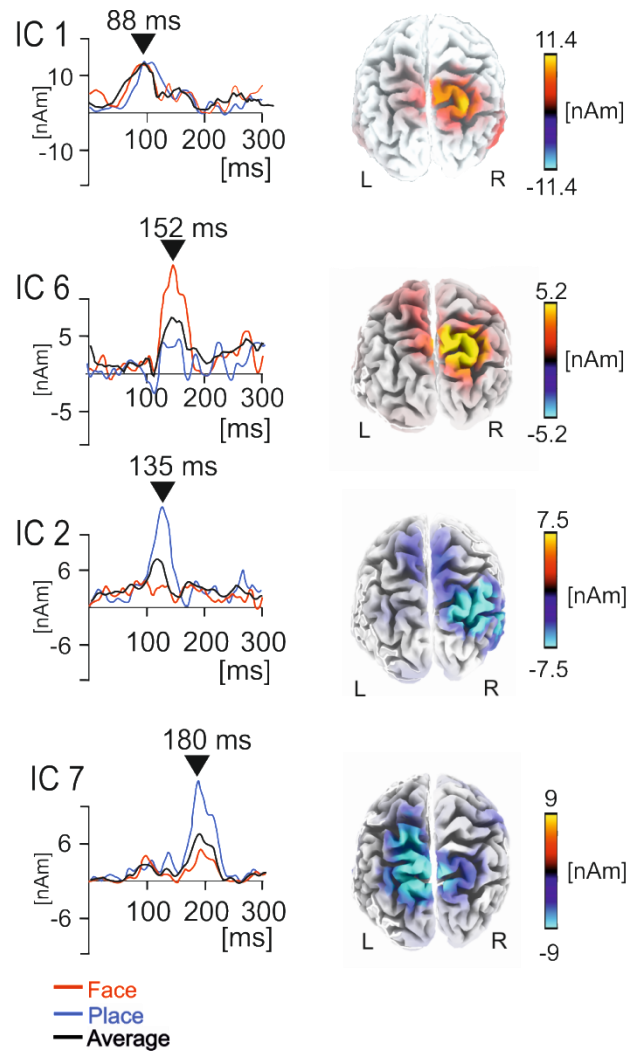 IC 1
88 ms
10
-10
[nAm]
100 200 300
[ms]
L R
11.4
[nAm]
-11.4
IC 6
152 ms
5
-5
[nAm]
100 200 300
[ms]
L R
5.2
[nAm]
-5.2
IC 2
135 ms
6
-6
[nAm]
100 200 300
[ms]
L R
7.5
[nAm]
-7.5
IC 7
180 ms
6
-6
[nAm]
100 200 300
[ms]
L R
9
[nAm]
-9
Face
Place
Average